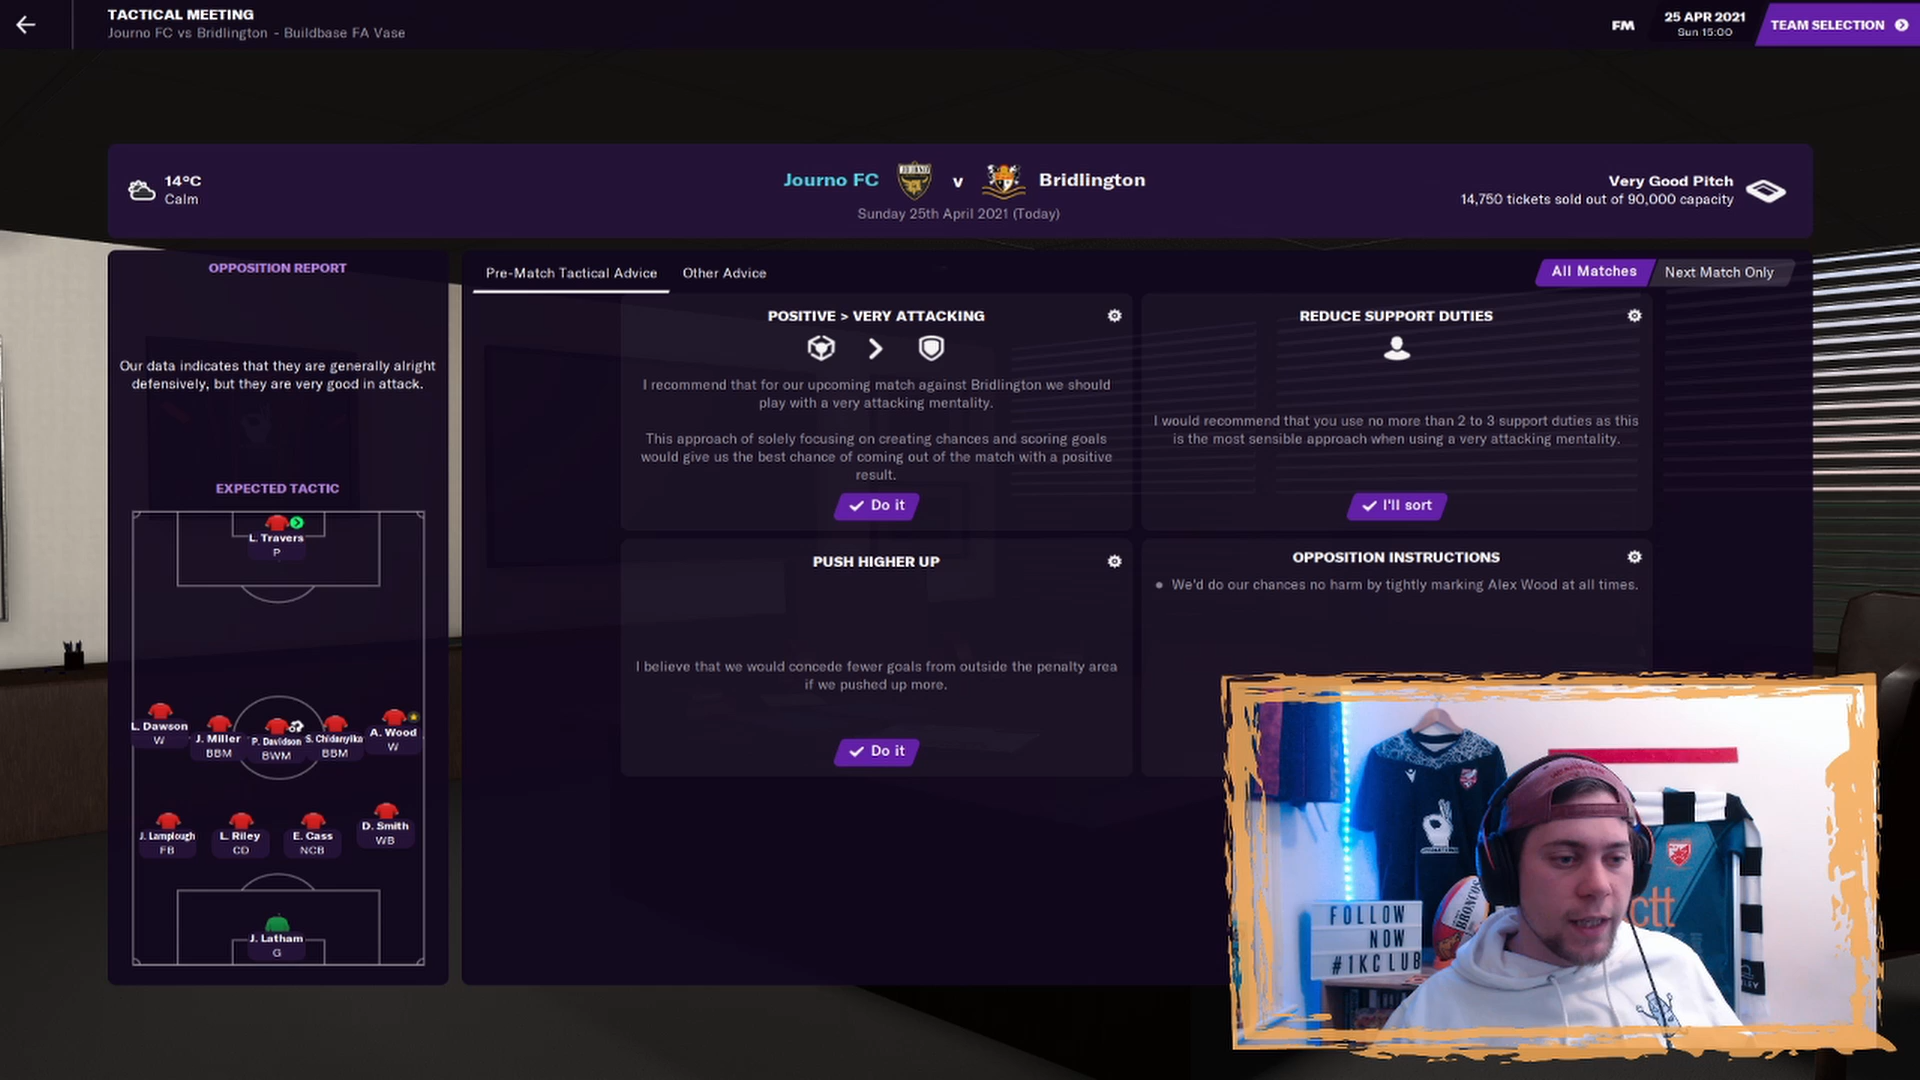 TACTICAL MEETING
Journo FC vs Bridlington - Buildbase FA Vase
FM
25 APR 2021
Sun 15:00
TEAM SELECTION
14°C
Calm
Journo FC
v
Bridlington
Sunday 25th April 2021 (Today)
Very Good Pitch
14,750 tickets sold out of 90,000 capacity
OPPOSITION REPORT
Our data indicates that they are generally alright
defensively, but they are very good in attack.
EXPECTED TACTIC
L. Travers
P
L. Dawson
W
J. Miller
BBM
P. Davidson
BWM
S. Chidanyika
BBM
A. Wood
W
J. Lamplough
FB
L. Riley
CD
E. Cass
NCB
D. Smith
WB
J. Latham
G
Pre-Match Tactical Advice
Other Advice
All Matches
Next Match Only
POSITIVE > VERY ATTACKING
I recommend that for our upcoming match against Bridlington we should
play with a very attacking mentality.
This approach of solely focusing on creating chances and scoring goals
would give us the best chance of coming out of the match with a positive
result.
Do it
REDUCE SUPPORT DUTIES
I would recommend that you use no more than 2 to 3 support duties as this
is the most sensible approach when using a very attacking mentality.
I'll sort
PUSH HIGHER UP
I believe that we would concede fewer goals from outside the penalty area
if we pushed up more.
Do it
OPPOSITION INSTRUCTIONS
• We'd do our chances no harm by tightly marking Alex Wood at all times.
FOLLOW
NOW
#1KCLUB
BRONCOS
ctt